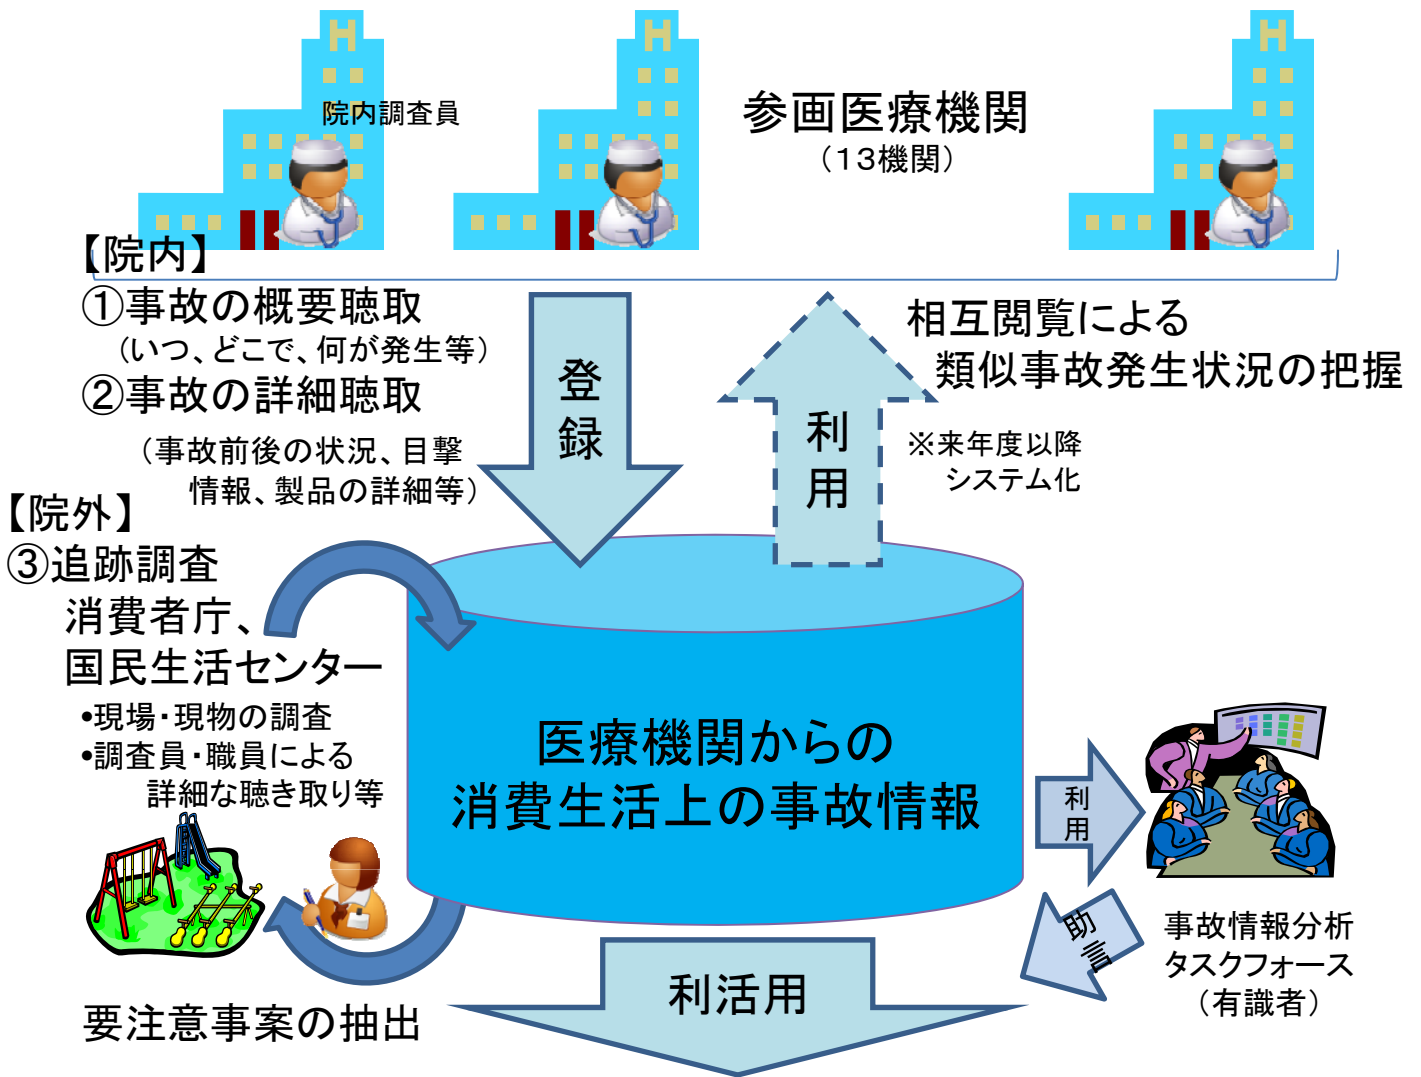 H
H
H
院内調査員
参画医療機関
（13機関）
【院内】
①事故の概要聴取
（いつ、どこで、何が発生等）
②事故の詳細聴取
（事故前後の状況、目撃
情報、製品の詳細等）
登録
利用
相互閲覧による
類似事故発生状況の把握
※来年度以降
システム化
【院外】
③追跡調査
消費者庁、
国民生活センター
•現場・現物の調査
•調査員・職員による
詳細な聴き取り等
要注意事案の抽出
医療機関からの
消費生活上の事故情報
利用
助言
事故情報分析
タスクフォース
（有識者）
利活用